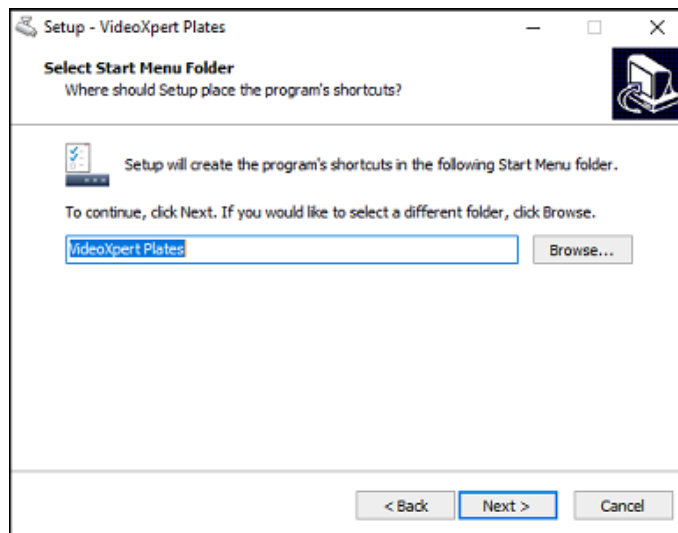 Setup - VideoXpert Plates
Select Start Menu Folder
Where should Setup place the program's shortcuts?
Setup will create the program's shortcuts in the following Start Menu folder.
To continue, click Next. If you would like to select a different folder, click Browse.
VideoXpert Plates
Browse...
< Back
Next >
Cancel